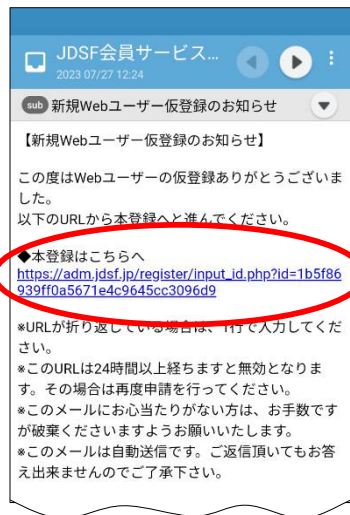 JDSF会員サービス...
2023 07/27 12:24
sub 新規Webユーザー仮登録のお知らせ
【新規Webユーザー仮登録のお知らせ】
この度はWebユーザーの仮登録ありがとうございま
した。
以下のURLから本登録へと進んでください。
◆本登録はこちらへ
https://adm.jdsf.jp/register/input_id.php?id=1b5f86
939ff0a5671e4c9645cc3096d9
※URLが折り返している場合は、1行で入力してくだ
さい。
※このURLは24時間以上経ちますと無効となりま
す。その場合は再度申請を行ってください。
※このメールにお心当たりがない方は、お手数です
が破棄くださいますようお願いいたします。
※このメールは自動送信です。ご返信頂いてもお答
え出来ませんのでご了承下さい。